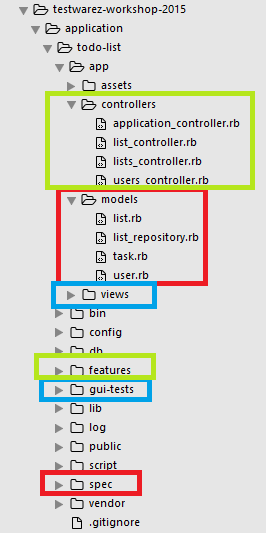 testwarez-workshop-2015
application
todo-list
app
assets
controllers
application_controller.rb
list_controller.rb
lists_controller.rb
users_controller.rb
models
list.rb
list_repository.rb
task.rb
user.rb
views
bin
config
db
features
gui-tests
lib
log
public
script
spec
vendor
.gitignore